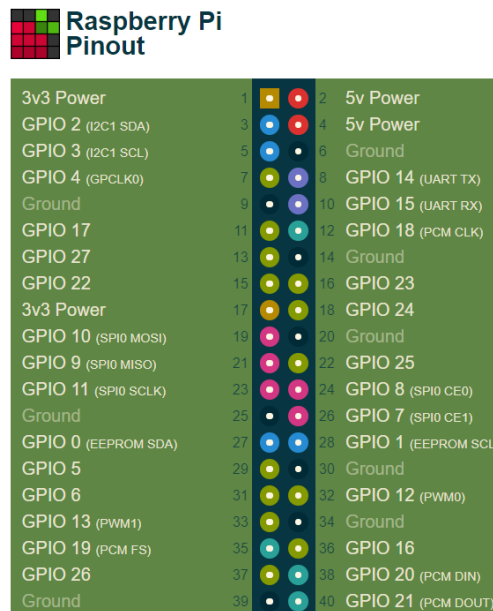 Raspberry Pi
Pinout
3v3 Power 1 2 5v Power
GPIO 2 (I2C1 SDA) 3 4 5v Power
GPIO 3 (I2C1 SCL) 5 6 Ground
GPIO 4 (GPCLK0) 7 8 GPIO 14 (UART TX)
Ground 9 10 GPIO 15 (UART RX)
GPIO 17 11 12 GPIO 18 (PCM CLK)
GPIO 27 13 14 Ground
GPIO 22 15 16 GPIO 23
3v3 Power 17 18 GPIO 24
GPIO 10 (SPI0 MOSI) 19 20 Ground
GPIO 9 (SPI0 MISO) 21 22 GPIO 25
GPIO 11 (SPI0 SCLK) 23 24 GPIO 8 (SPI0 CE0)
Ground 25 26 GPIO 7 (SPI0 CE1)
GPIO 0 (EEPROM SDA) 27 28 GPIO 1 (EEPROM SCL
GPIO 5 29 30 Ground
GPIO 6 31 32 GPIO 12 (PWM0)
GPIO 13 (PWM1) 33 34 Ground
GPIO 19 (PCM FS) 35 36 GPIO 16
GPIO 26 37 38 GPIO 20 (PCM DIN)
Ground 39 40 GPIO 21 (PCM DOUT)